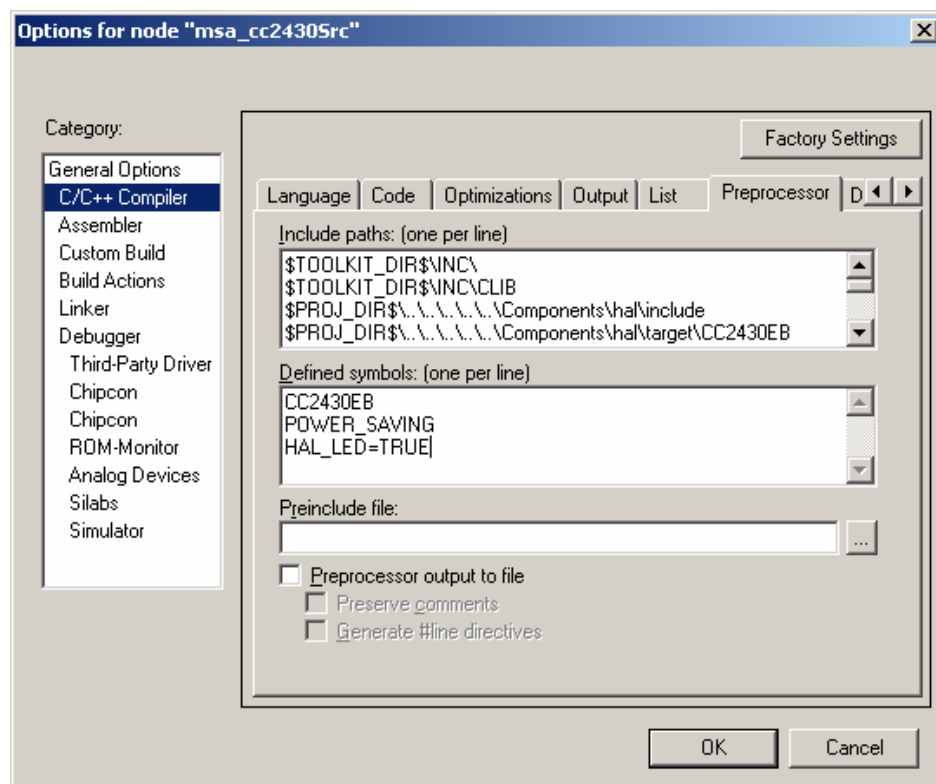 Options for node "msa_cc2430Src"
Category:
General Options
C/C++ Compiler
Assembler
Custom Build
Build Actions
Linker
Debugger
Third-Party Driver
Chipcon
Chipcon
ROM-Monitor
Analog Devices
Silabs
Simulator
Factory Settings
Language Code Optimizations Output List Preprocessor D
Include paths: (one per line)
$TOOLKIT_DIR$\INC\
$TOOLKIT_DIR$\INC\CLIB
$PROJ_DIR$\..\..\..\..\..\Components\hal\include
$PROJ_DIR$\..\..\..\..\..\Components\hal\target\CC2430EB
Defined symbols: (one per line)
CC2430EB
POWER_SAVING
HAL_LED=TRUE
Preinclude file:
...
Preprocessor output to file
Preserve comments
Generate #line directives
OK Cancel